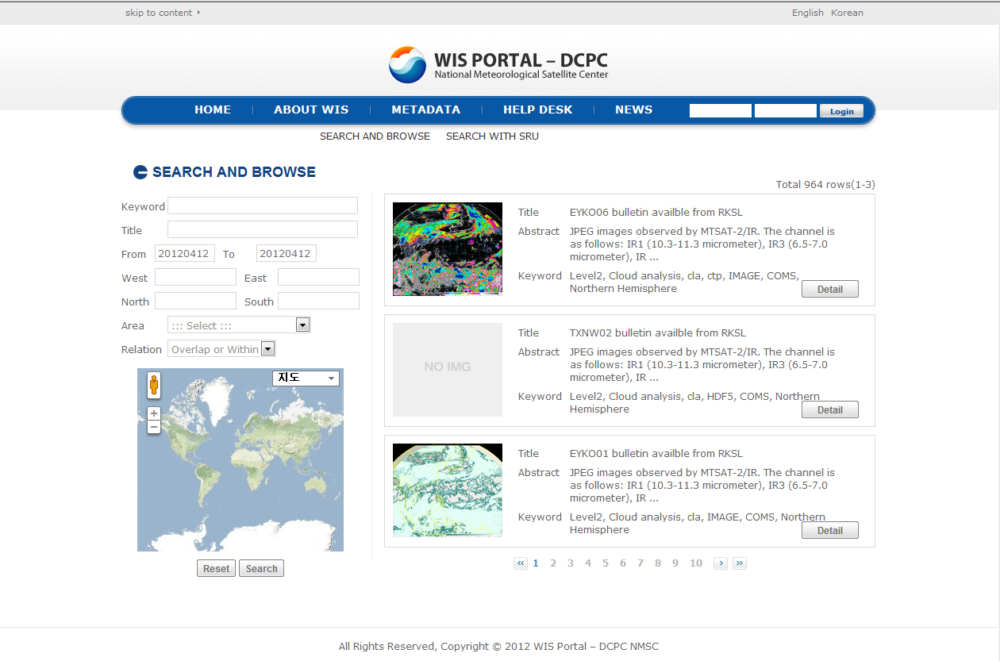 skip to content
English Korean
WIS PORTAL – DCPC
National Meteorological Satellite Center
HOME ABOUT WIS METADATA HELP DESK NEWS Login
SEARCH AND BROWSE SEARCH WITH SRU
SEARCH AND BROWSE
Total 964 rows(1-3)
Keyword
Title
From 20120412 To 20120412
West East
North South
Area ::: Select :::
Relation Overlap or Within
지도
+
−
Reset Search
Title EYKO06 bulletin availble from RKSL
Abstract JPEG images observed by MTSAT-2/IR. The channel is
as follows: IR1 (10.3-11.3 micrometer), IR3 (6.5-7.0
micrometer), IR ...
Keyword Level2, Cloud analysis, cla, ctp, IMAGE, COMS,
Northern Hemisphere
Detail
NO IMG
Title TXNW02 bulletin availble from RKSL
Abstract JPEG images observed by MTSAT-2/IR. The channel is
as follows: IR1 (10.3-11.3 micrometer), IR3 (6.5-7.0
micrometer), IR ...
Keyword Level2, Cloud analysis, cla, HDF5, COMS, Northern
Hemisphere
Detail
Title EYKO01 bulletin availble from RKSL
Abstract JPEG images observed by MTSAT-2/IR. The channel is
as follows: IR1 (10.3-11.3 micrometer), IR3 (6.5-7.0
micrometer), IR ...
Keyword Level2, Cloud analysis, cla, IMAGE, COMS, Northern
Hemisphere
Detail
« 1 2 3 4 5 6 7 8 9 10 › »
All Rights Reserved, Copyright © 2012 WIS Portal – DCPC NMSC